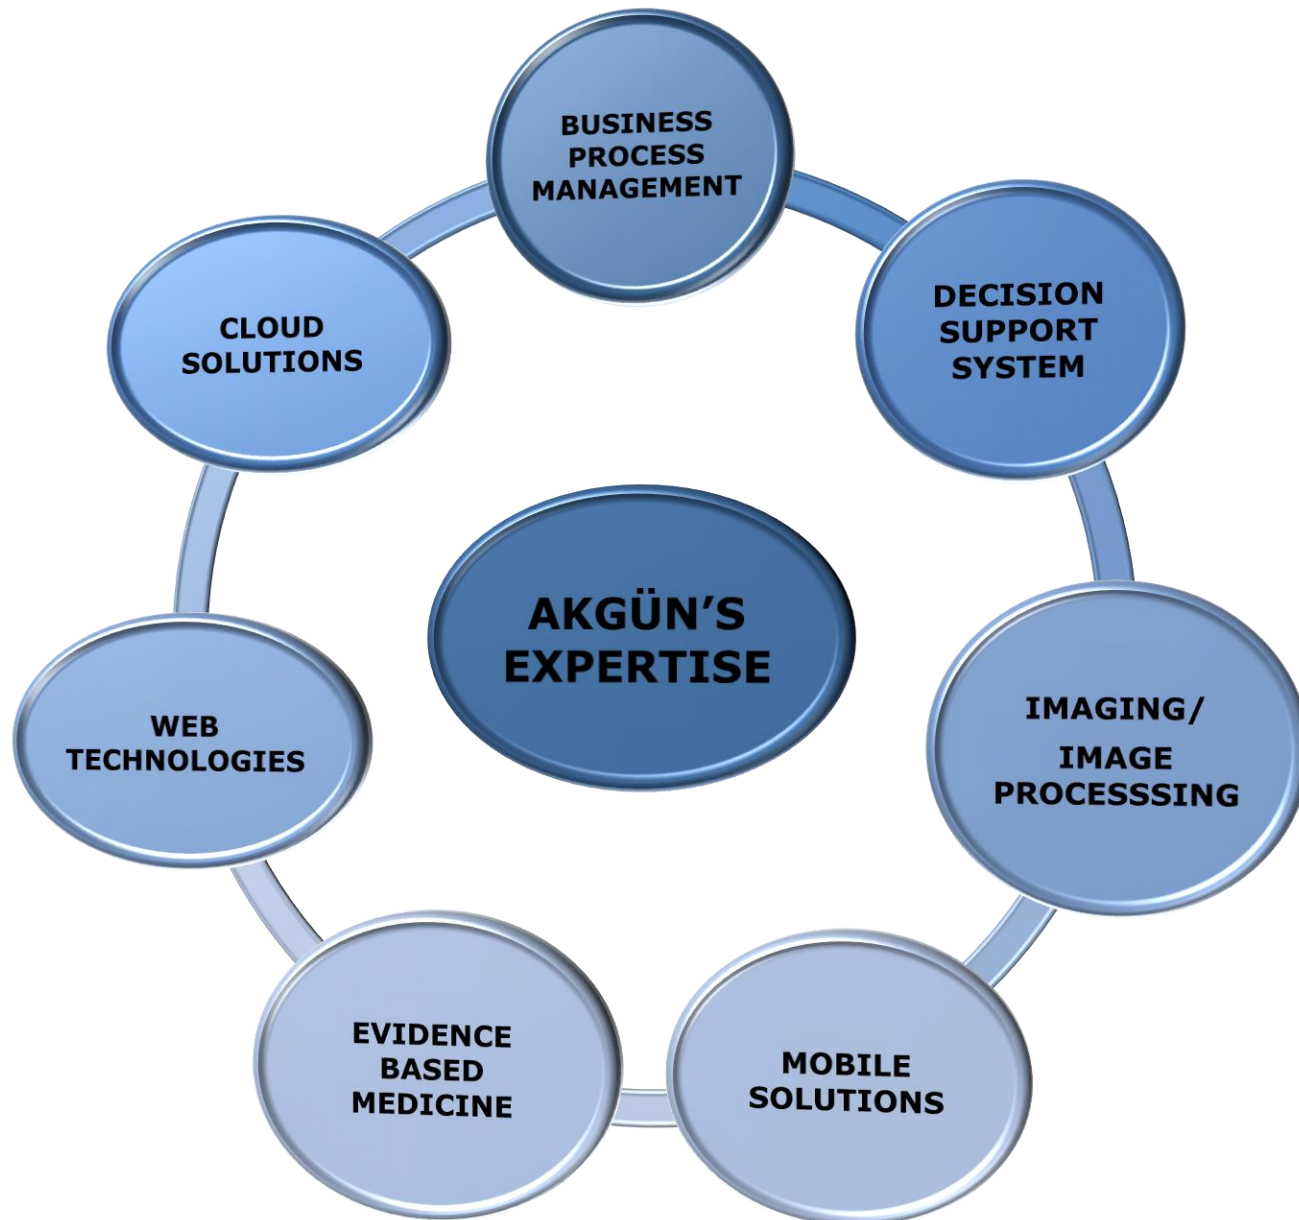 BUSINESS
PROCESS
MANAGEMENT
DECISION
SUPPORT
SYSTEM
IMAGING/
IMAGE
PROCESSSING
MOBILE
SOLUTIONS
EVIDENCE
BASED
MEDICINE
WEB
TECHNOLOGIES
CLOUD
SOLUTIONS
AKGÜN’S
EXPERTISE